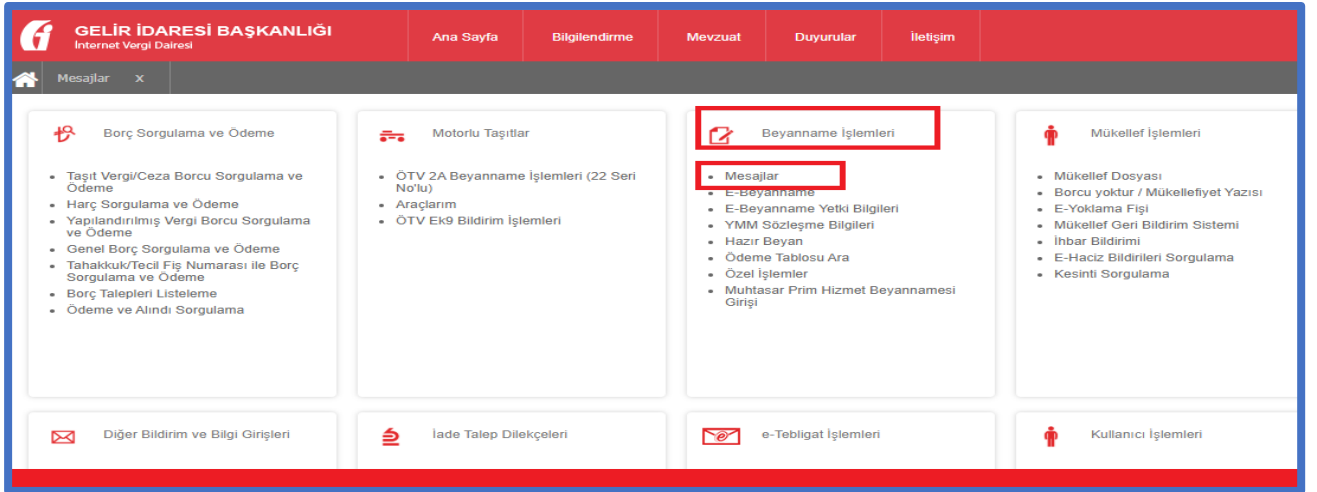 GELİR İDARESİ BAŞKANLIĞI
İnternet Vergi Dairesi
Ana Sayfa
Bilgilendirme
Mevzuat
Duyurular
İletişim
Mesajlar x
Borç Sorgulama ve Ödeme
Taşıt Vergi/Ceza Borcu Sorgulama ve
Ödeme
Harç Sorgulama ve Ödeme
Yapılandırılmış Vergi Borcu Sorgulama
ve Ödeme
Genel Borç Sorgulama ve Ödeme
Tahakkuk/Tecil Fiş Numarası ile Borç
Sorgulama ve Ödeme
Borç Talepleri Listeleme
Ödeme ve Alındı Sorgulama
Motorlu Taşıtlar
ÖTV 2A Beyanname İşlemleri (22 Seri
No'lu)
Araçlarım
ÖTV Ek9 Bildirim İşlemleri
Beyanname İşlemleri
Mesajlar
E-Beyanname
E-Beyanname Yetki Bilgileri
YMM Sözleşme Bilgileri
Hazır Beyan
Ödeme Tablosu Ara
Özel İşlemler
Muhtasar Prim Hizmet Beyannamesi
Girişi
Mükellef İşlemleri
Mükellef Dosyası
Borcu yoktur / Mükellefiyet Yazısı
E-Yoklama Fişi
Mükellef Geri Bildirim Sistemi
İhbar Bildirimi
E-Haciz Bildirileri Sorgulama
Kesinti Sorgulama
Diğer Bildirim ve Bilgi Girişleri
İade Talep Dilekçeleri
e-Tebligat İşlemleri
Kullanıcı İşlemleri